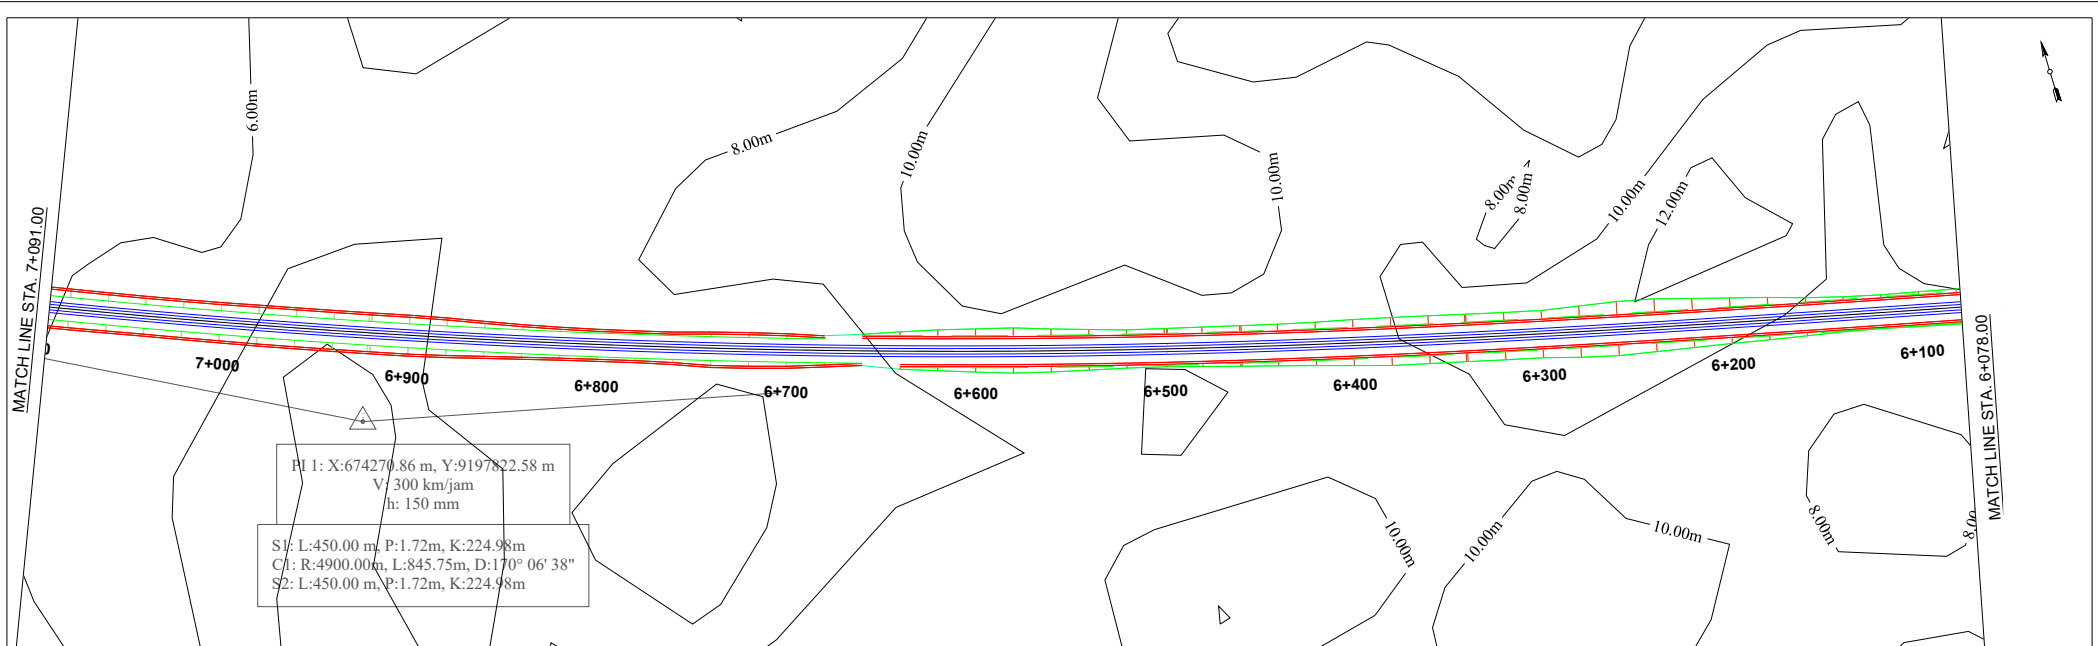 6.00m
8.00m
10.00m
10.00m
8.00m
8.00m
10.00m
12.00m
MATCH LINE STA. 7+091.00
0
7+000
6+900
6+800
6+700
6+600
6+500
6+400
6+300
6+200
6+100
MATCH LINE STA. 6+078.00
PI 1: X:674270.86 m, Y:9197822.58 m
V: 300 km/jam
h: 150 mm
S1: L:450.00 m, P:1.72m, K:224.98m
C1: R:4900.00m, L:845.75m, D:170° 06' 38"
S2: L:450.00 m, P:1.72m, K:224.98m
10.00m
10.00m
10.00m
8.00m
8.00